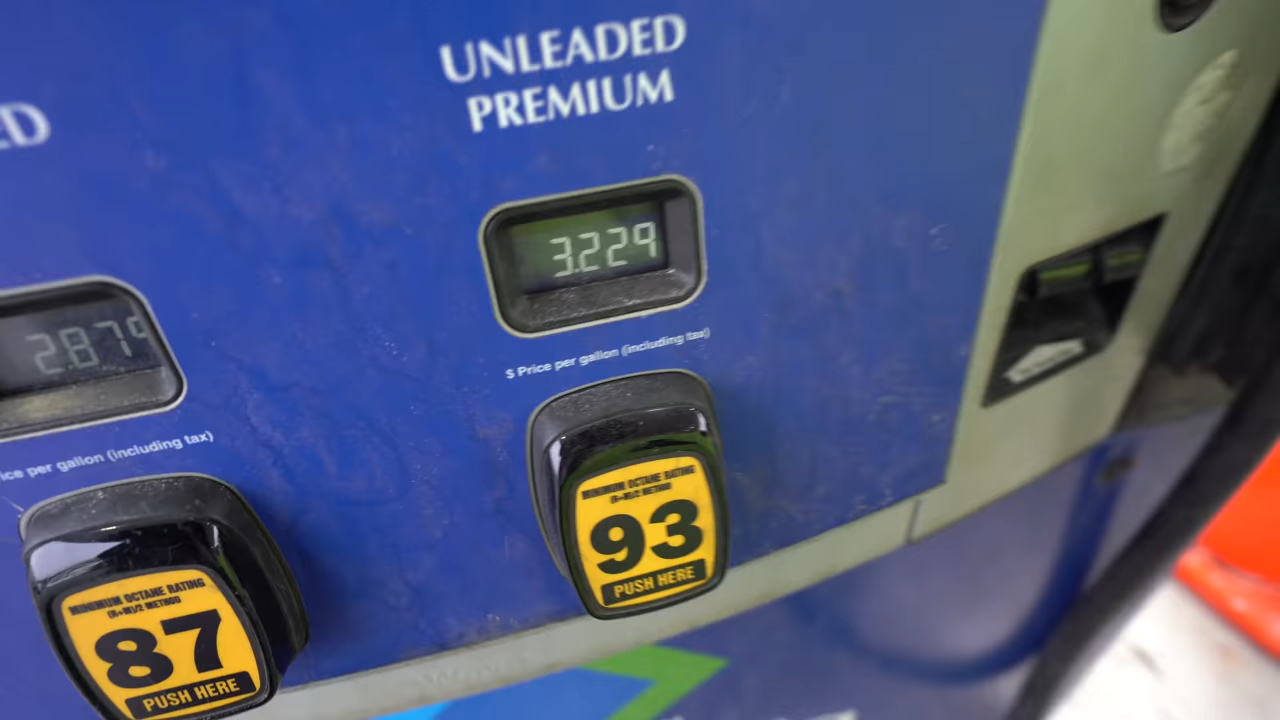 UNLEADED
PREMIUM
3.229
$ Price per gallon (including tax)
MINIMUM OCTANE RATING
(R+M)/2 METHOD
93
PUSH HERE
ED
2.879
ice per gallon (including tax)
MINIMUM OCTANE RATING
(R+M)/2 METHOD
87
PUSH HERE